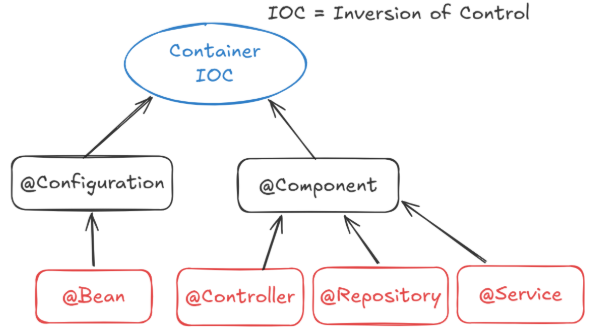 IOC = Inversion of Control
Container
IOC
@Configuration
@Component
@Bean
@Controller
@Repository
@Service